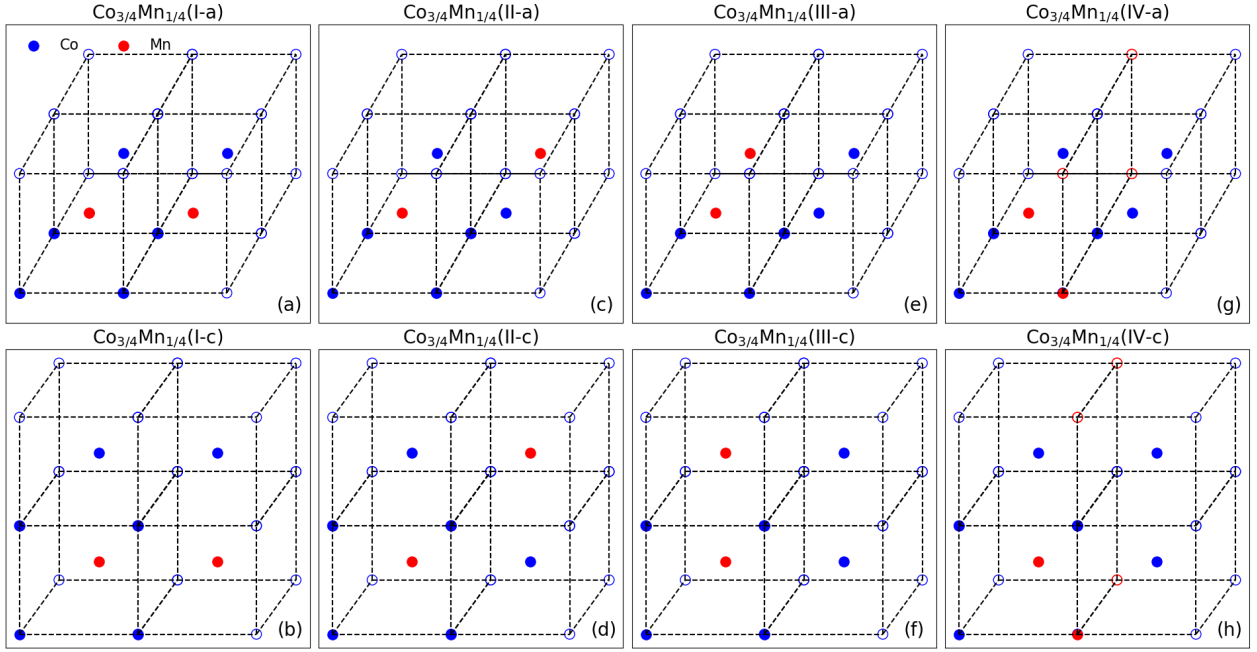 Co3/4Mn1/4(I-a)
Co3/4Mn1/4(II-a)
Co3/4Mn1/4(III-a)
Co3/4Mn1/4(IV-a)
Co Mn
(a)
(c)
(e)
(g)
Co3/4Mn1/4(I-c)
Co3/4Mn1/4(II-c)
Co3/4Mn1/4(III-c)
Co3/4Mn1/4(IV-c)
(b)
(d)
(f)
(h)